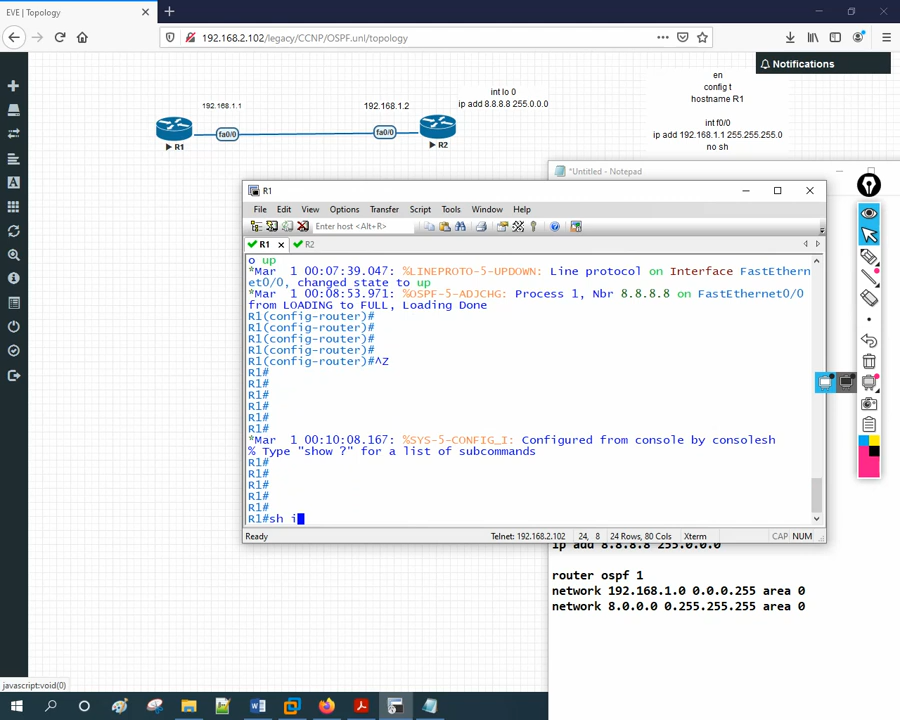 EVE | Topology
192.168.2.102/legacy/CCNP/OSPF.unl/topology
Notifications
192.168.1.1
fa0/0
R1
192.168.1.2
fa0/0
R2
int lo 0
ip add 8.8.8.8 255.0.0.0
en
config t
hostname R1
int f0/0
ip add 192.168.1.1 255.255.255.0
no sh
*Untitled - Notepad
R1
File Edit View Options Transfer Script Tools Window Help
Enter host <Alt+R>
R1 R2
o up
*Mar  1 00:07:39.047: %LINEPROTO-5-UPDOWN: Line protocol on Interface FastEthern
et0/0, changed state to up
*Mar  1 00:08:53.971: %OSPF-5-ADJCHG: Process 1, Nbr 8.8.8.8 on FastEthernet0/0
from LOADING to FULL, Loading Done
R1(config-router)#
R1(config-router)#
R1(config-router)#
R1(config-router)#
R1(config-router)#^Z
R1#
R1#
R1#
R1#
R1#
R1#
*Mar  1 00:10:08.167: %SYS-5-CONFIG_I: Configured from console by consolesh
% Type "show ?" for a list of subcommands
R1#
R1#
R1#
R1#
R1#
R1#sh i
Ready Telnet: 192.168.2.102 24, 8 24 Rows, 80 Cols Xterm CAP NUM
ip add 8.8.8.8 255.0.0.0
router ospf 1
network 192.168.1.0 0.0.0.255 area 0
network 8.0.0.0 0.255.255.255 area 0
javascript:void(0)